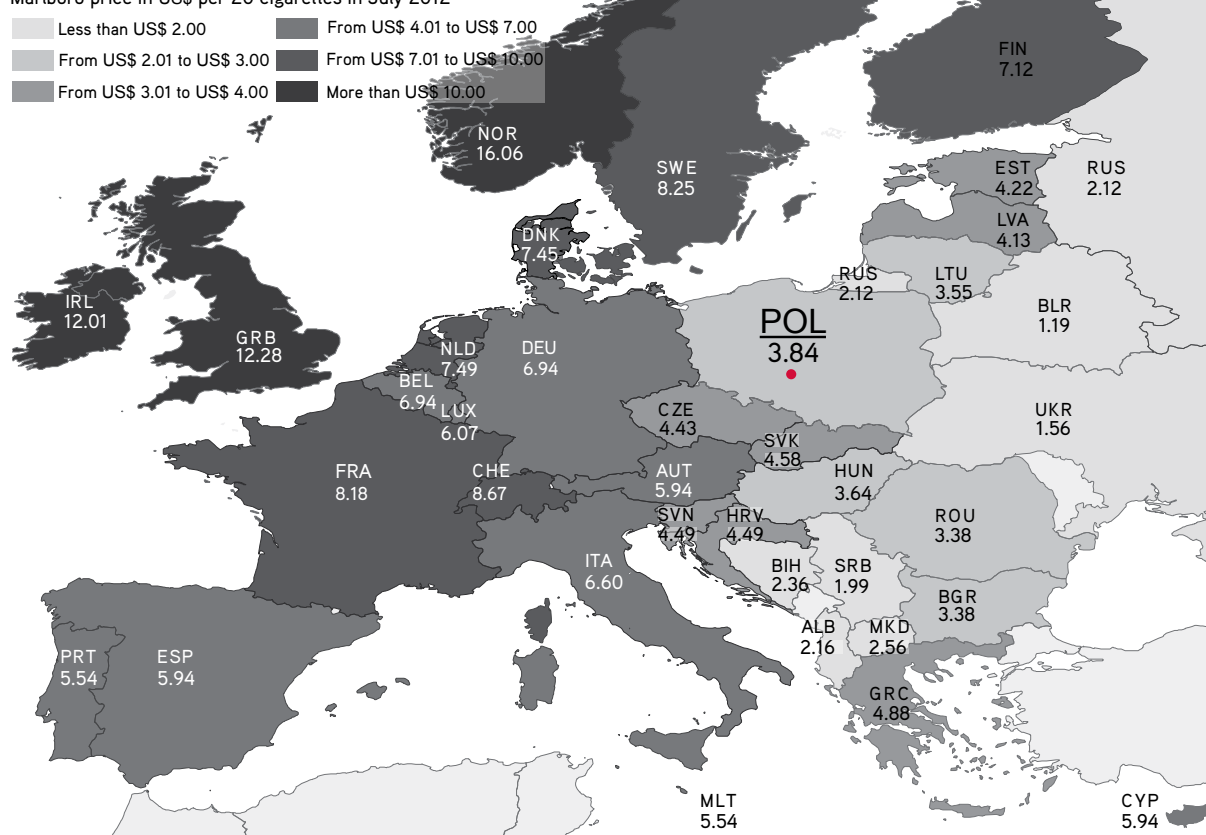 Marlboro price in US$ per 20 cigarettes in July 2012
Less than US$ 2.00
From US$ 4.01 to US$ 7.00
From US$ 2.01 to US$ 3.00
From US$ 7.01 to US$ 10.00
From US$ 3.01 to US$ 4.00
More than US$ 10.00
FIN
7.12
NOR
16.06
SWE
8.25
EST
4.22
RUS
2.12
LVA
4.13
DNK
7.45
RUS
2.12
LTU
3.55
IRL
12.01
BLR
1.19
GRB
12.28
POL
3.84
NLD
7.49
DEU
6.94
BEL
6.94
LUX
6.07
CZE
4.43
UKR
1.56
SVK
4.58
FRA
8.18
CHE
8.67
AUT
5.94
HUN
3.64
SVN
4.49
HRV
4.49
ROU
3.38
ITA
6.60
BIH
2.36
SRB
1.99
BGR
3.38
ALB
2.16
MKD
2.56
PRT
5.54
ESP
5.94
GRC
4.88
MLT
5.54
CYP
5.94